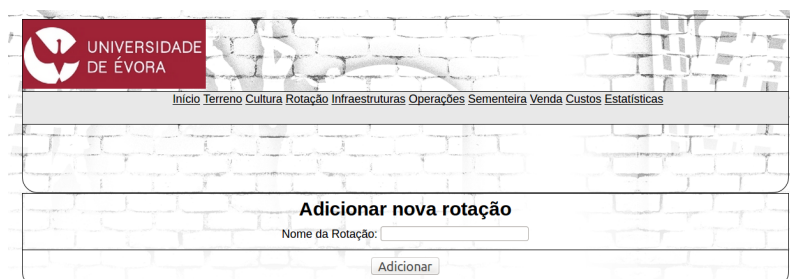 UNIVERSIDADE
DE ÉVORA
Início Terreno Cultura Rotação Infraestruturas Operações Sementeira Venda Custos Estatísticas
Adicionar nova rotação
Nome da Rotação:
Adicionar